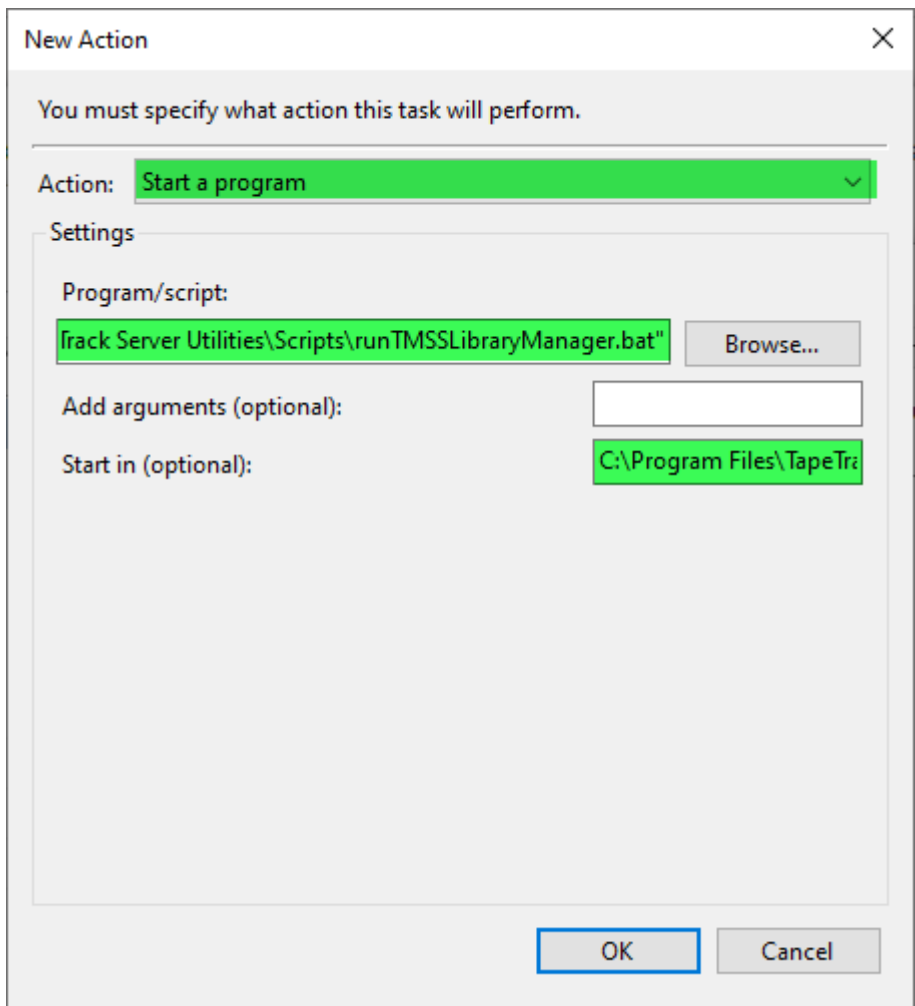 New Action
You must specify what action this task will perform.
Action: Start a program
Settings
Program/script:
Track Server Utilities\Scripts\runTMSSLibraryManager.bat" Browse...
Add arguments (optional):
Start in (optional): C:\Program Files\TapeTra
OK Cancel